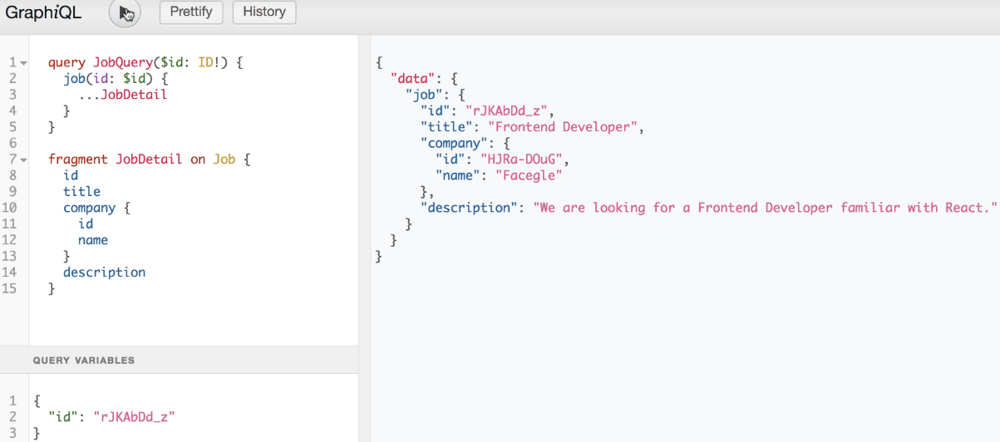 GraphiQL Prettify History
1 query JobQuery($id: ID!) {
2 job(id: $id) {
3 ...JobDetail
4 }
5 }
6
7 fragment JobDetail on Job {
8 id
9 title
10 company {
11 id
12 name
13 }
14 description
15 }
QUERY VARIABLES
1 {
2 "id": "rJKAbDd_z"
3 }
{
"data": {
"job": {
"id": "rJKAbDd_z",
"title": "Frontend Developer",
"company": {
"id": "HJRa-DOuG",
"name": "Facegle"
},
"description": "We are looking for a Frontend Developer familiar with React."
}
}
}